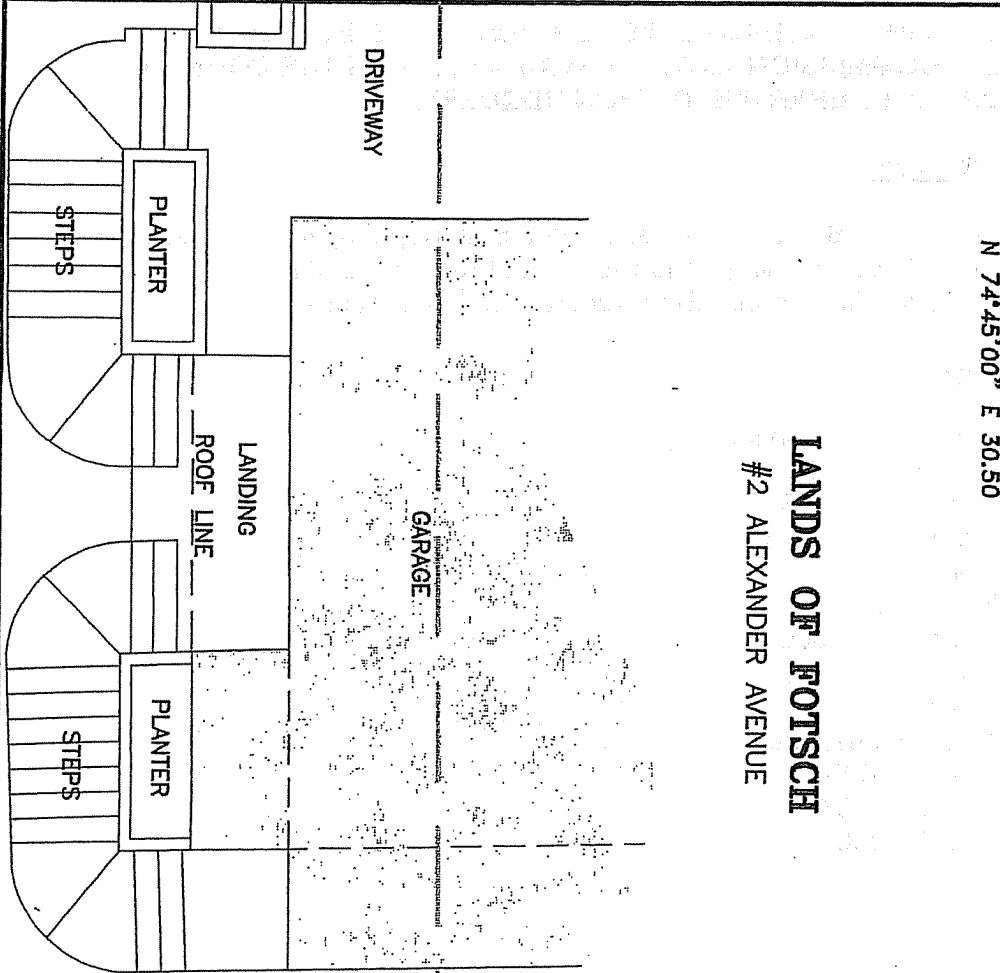 N 74°45'00" E 30.50
LANDS OF FOTSCH
#2 ALEXANDER AVENUE
DRIVEWAY
GARAGE
LANDING
ROOF LINE
PLANTER
STEPS
PLANTER
STEPS